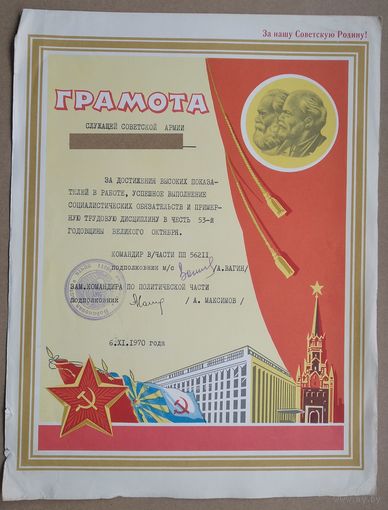 За нашу Советскую Родину!
ГРАМОТА
СЛУЖАЩЕЙ СОВЕТСКОЙ АРМИИ
ЗА ДОСТИЖЕНИЯ ВЫСОКИХ ПОКАЗА-
ТЕЛЕЙ В РАБОТЕ, УСПЕШНОЕ ВЫПОЛНЕНИЕ
СОЦИАЛИСТИЧЕСКИХ ОБЯЗАТЕЛЬСТВ И ПРИМЕР-
НУЮ ТРУДОВУЮ ДИСЦИПЛИНУ В ЧЕСТЬ 53-й
ГОДОВЩИНЫ ВЕЛИКОГО ОКТЯБРЯ.
КОМАНДИР В/ЧАСТИ ПП 56211
подполковник м/с /А.ВАГИН/
ЗАМ.КОМАНДИРА ПО ПОЛИТИЧЕСКОЙ ЧАСТИ
подполковник / А. МАКСИМОВ /
6.XI.1970 года
ay.by